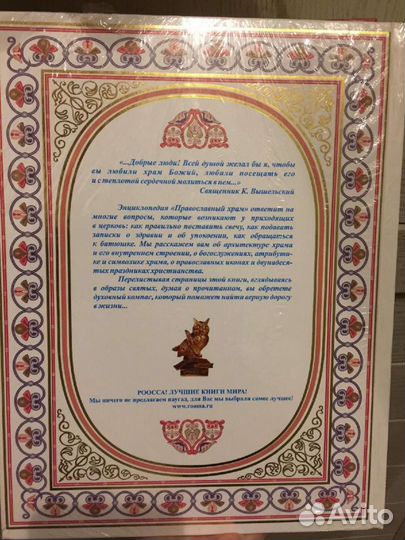 «...Добрые люди! Всей душой желал бы я, чтобы
вы любили храм Божий, любили посещать его
и с теплотой сердечной молиться в нем...»
Священник К. Вышельский
Энциклопедия «Православный храм» ответит на
многие вопросы, которые возникают у приходящих
в церковь: как правильно поставить свечу, как подавать
записки о здравии и об упокоении, как обращаться
к батюшке. Мы расскажем вам об архитектуре храма
и его внутреннем строении, о богослужениях, атрибути-
ке и символике храма, о православных иконах и двунадеся-
тых праздниках христианства.
Перелистывая страницы этой книги, вглядываясь
в образы святых, думая о прочитанном, вы обретете
духовный компас, который поможет найти верную дорогу
в жизни...
РООССА! ЛУЧШИЕ КНИГИ МИРА!
Мы ничего не предлагаем наугад, для Вас мы выбрали самое лучшее!
www.roossa.ru
Avito